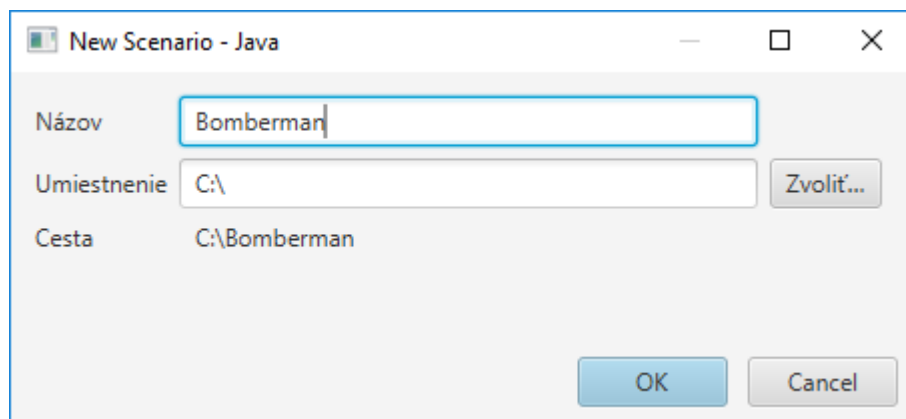 New Scenario - Java
Názov Bomberman
Umiestnenie C:\ Zvoliť...
Cesta C:\Bomberman
OK Cancel